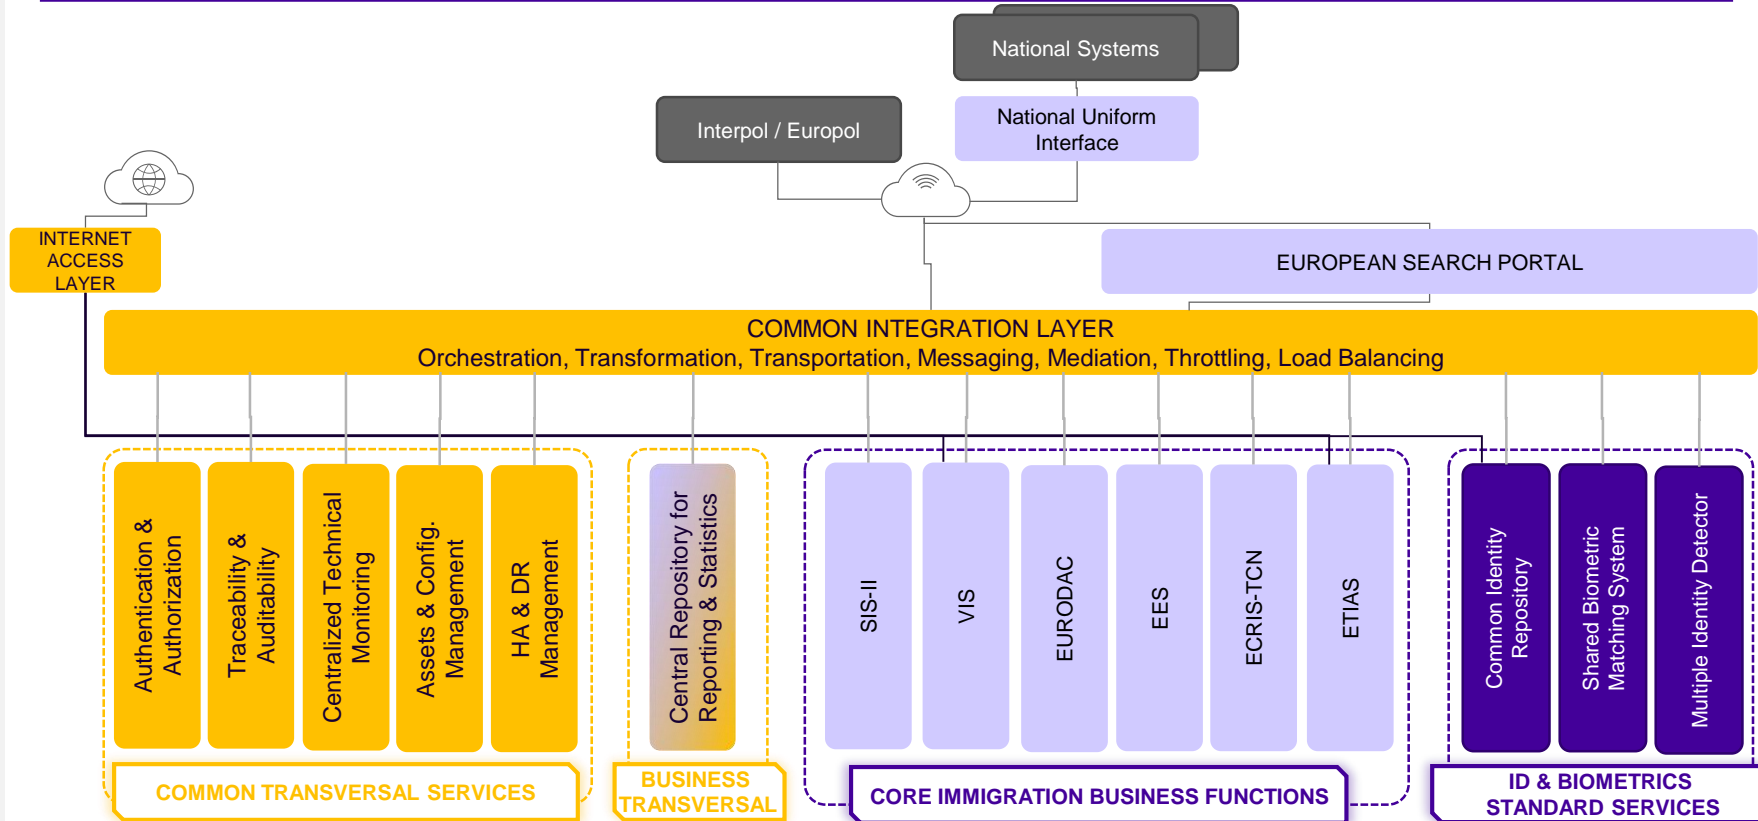 National Systems
Interpol / Europol
National Uniform
Interface
INTERNET
ACCESS
LAYER
EUROPEAN SEARCH PORTAL
COMMON INTEGRATION LAYER
Orchestration, Transformation, Transportation, Messaging, Mediation, Throttling, Load Balancing
Authentication &
Authorization
Traceability &
Auditability
Centralized Technical
Monitoring
Assets & Config.
Management
HA & DR
Management
Central Repository for
Reporting & Statistics
SIS-II
VIS
EURODAC
EES
ECRIS-TCN
ETIAS
Common Identity
Repository
Shared Biometric
Matching System
Multiple Identity Detector
COMMON TRANSVERSAL SERVICES
BUSINESS
TRANSVERSAL
CORE IMMIGRATION BUSINESS FUNCTIONS
ID & BIOMETRICS
STANDARD SERVICES